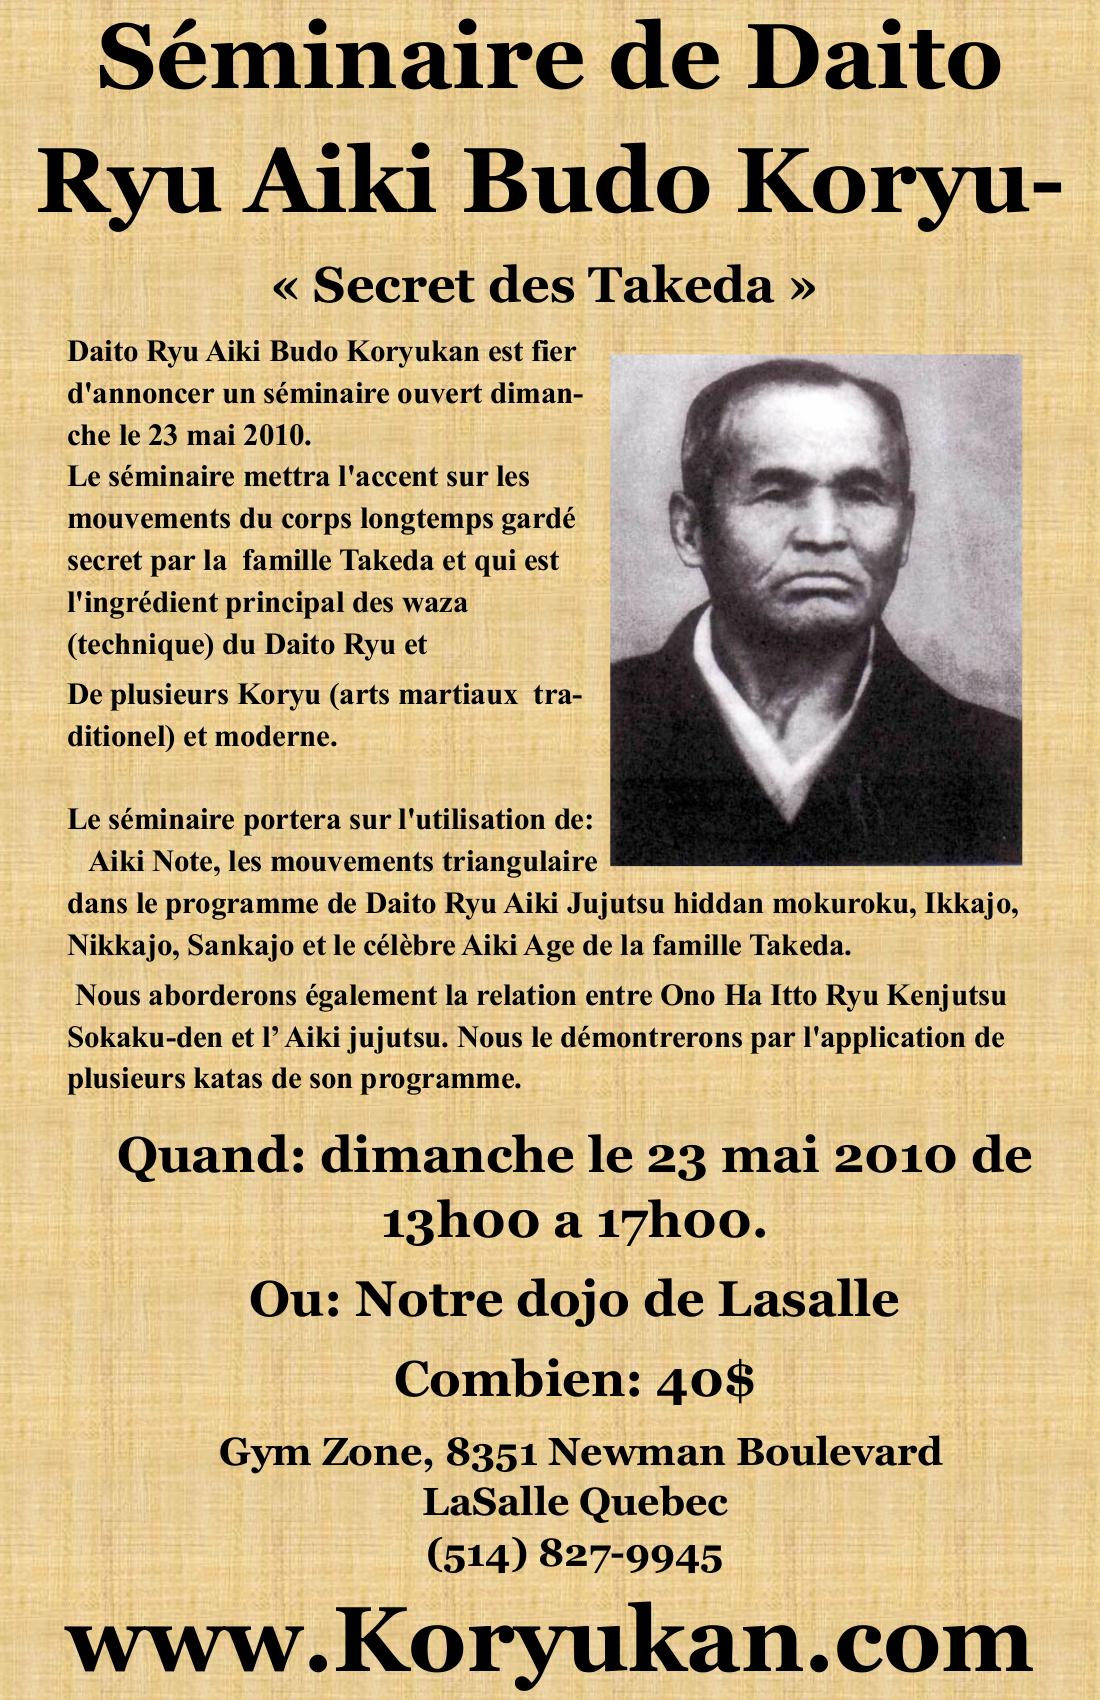 Séminaire de Daito
Ryu Aiki Budo Koryu-
« Secret des Takeda »
Daito Ryu Aiki Budo Koryukan est fier
d'annoncer un séminaire ouvert diman-
che le 23 mai 2010.
Le séminaire mettra l'accent sur les
mouvements du corps longtemps gardé
secret par la  famille Takeda et qui est
l'ingrédient principal des waza
(technique) du Daito Ryu et
De plusieurs Koryu (arts martiaux  tra-
ditionel) et moderne.
Le séminaire portera sur l'utilisation de:
Aiki Note, les mouvements triangulaire
dans le programme de Daito Ryu Aiki Jujutsu hiddan mokuroku, Ikkajo,
Nikkajo, Sankajo et le célèbre Aiki Age de la famille Takeda.
Nous aborderons également la relation entre Ono Ha Itto Ryu Kenjutsu
Sokaku-den et l’ Aiki jujutsu. Nous le démontrerons par l'application de
plusieurs katas de son programme.
Quand: dimanche le 23 mai 2010 de
13h00 a 17h00.
Ou: Notre dojo de Lasalle
Combien: 40$
Gym Zone, 8351 Newman Boulevard
LaSalle Quebec
(514) 827-9945
www.Koryukan.com